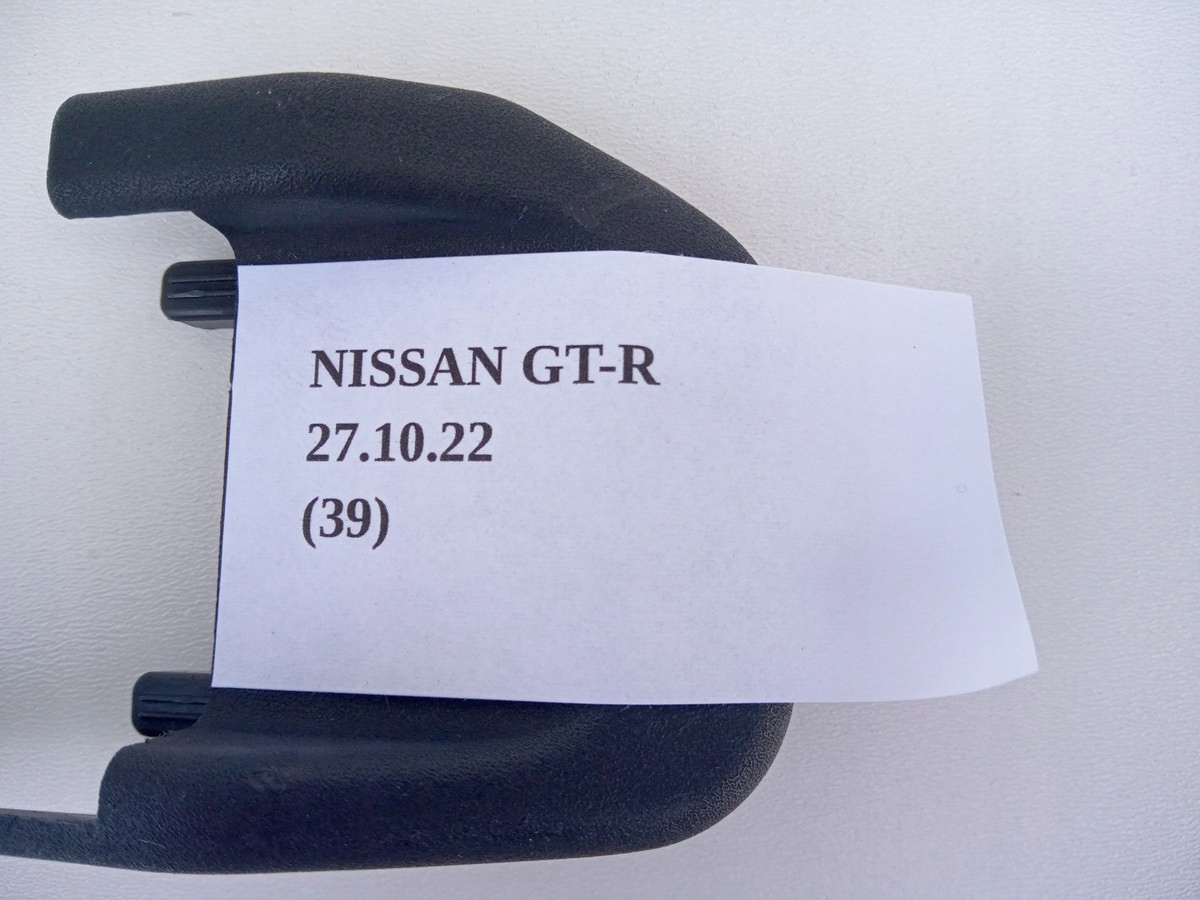 NISSAN GT-R
27.10.22
(39)